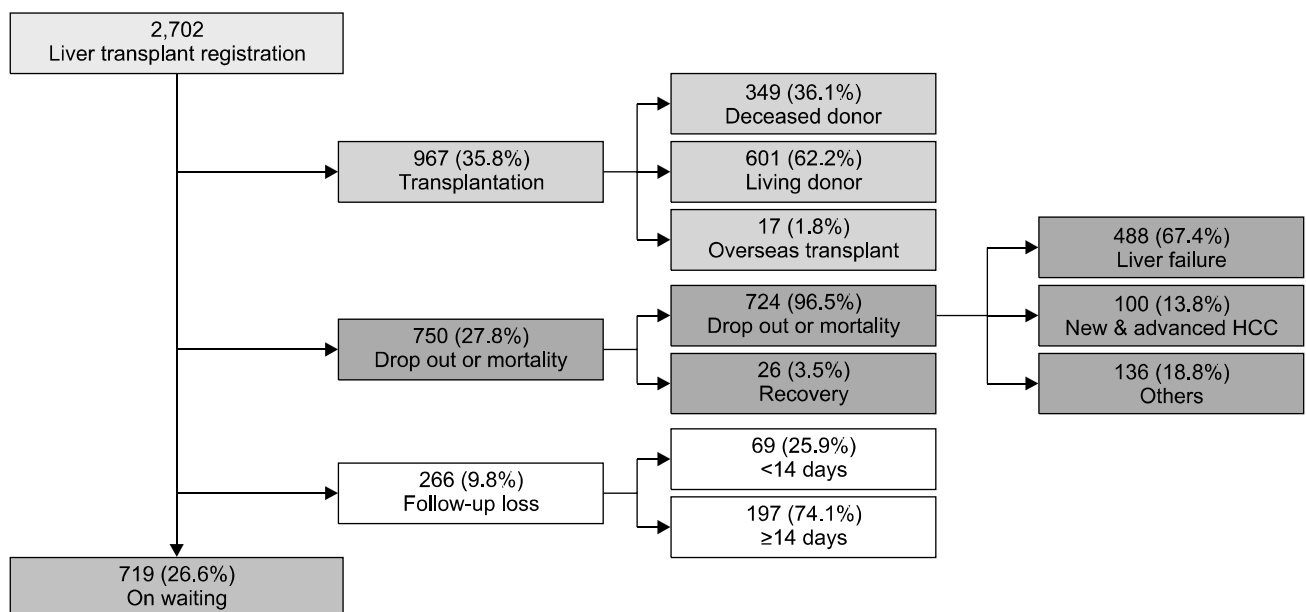 2,702
Liver transplant registration
967 (35.8%)
Transplantation
349 (36.1%)
Deceased donor
601 (62.2%)
Living donor
17 (1.8%)
Overseas transplant
750 (27.8%)
Drop out or mortality
724 (96.5%)
Drop out or mortality
26 (3.5%)
Recovery
488 (67.4%)
Liver failure
100 (13.8%)
New & advanced HCC
136 (18.8%)
Others
266 (9.8%)
Follow-up loss
69 (25.9%)
<14 days
197 (74.1%)
≥14 days
719 (26.6%)
On waiting